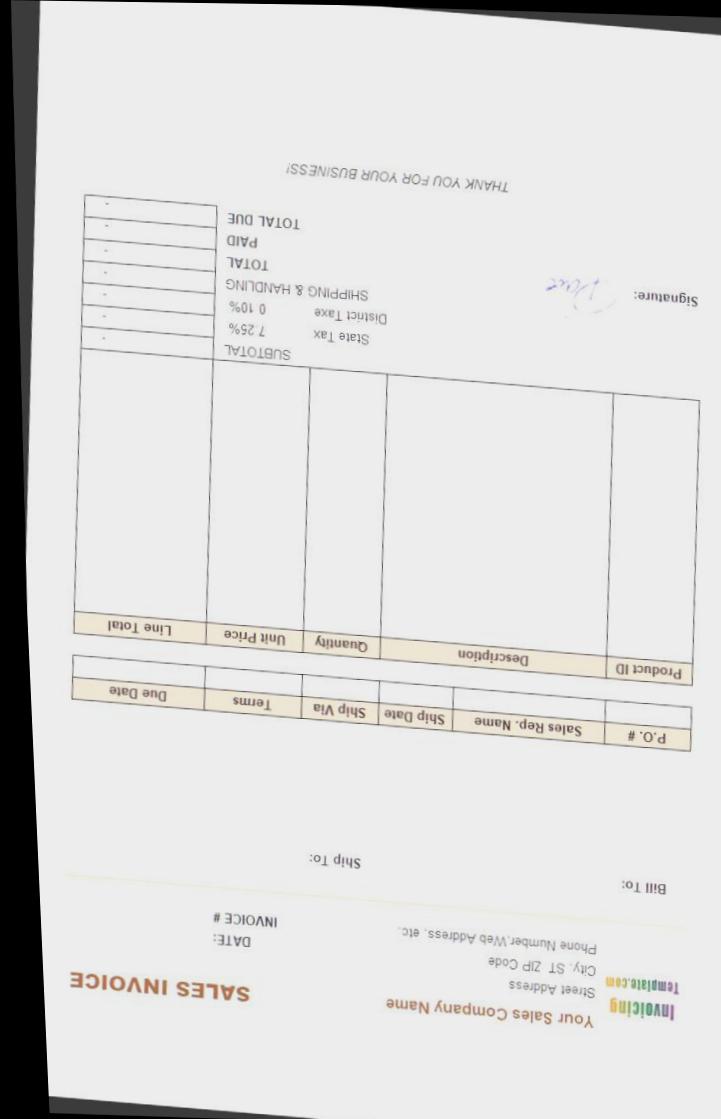 Invoicing
Template.com
Your Sales Company Name
Street Address
City, ST ZIP Code
Phone Number,Web Address, etc.
SALES INVOICE
DATE:
INVOICE #
Bill To:
Ship To:
P.O. # Sales Rep. Name Ship Date Ship Via Terms Due Date
Product ID Description Quantity Unit Price Line Total
SUBTOTAL -
State Tax 7.25% -
District Taxe 0.10% -
SHIPPING & HANDLING -
TOTAL -
PAID -
TOTAL DUE -
Signature:
THANK YOU FOR YOUR BUSINESS!